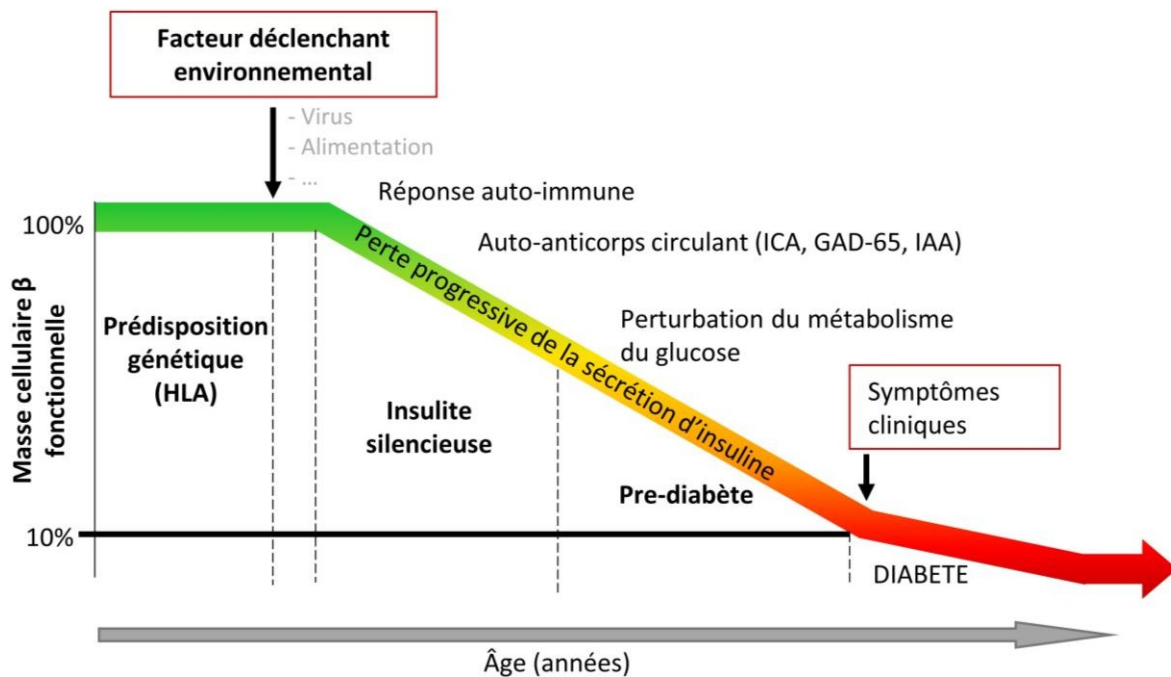 Facteur déclenchant
environnemental
- Virus
- Alimentation
- ...
Réponse auto-immune
100%
Auto-anticorps circulant (ICA, GAD-65, IAA)
Perte progressive de la sécrétion d'insuline
Masse cellulaire β
fonctionnelle
Prédisposition
génétique
(HLA)
Perturbation du métabolisme
du glucose
Insulite
silencieuse
Symptômes
cliniques
Pre-diabète
10%
DIABETE
Âge (années)